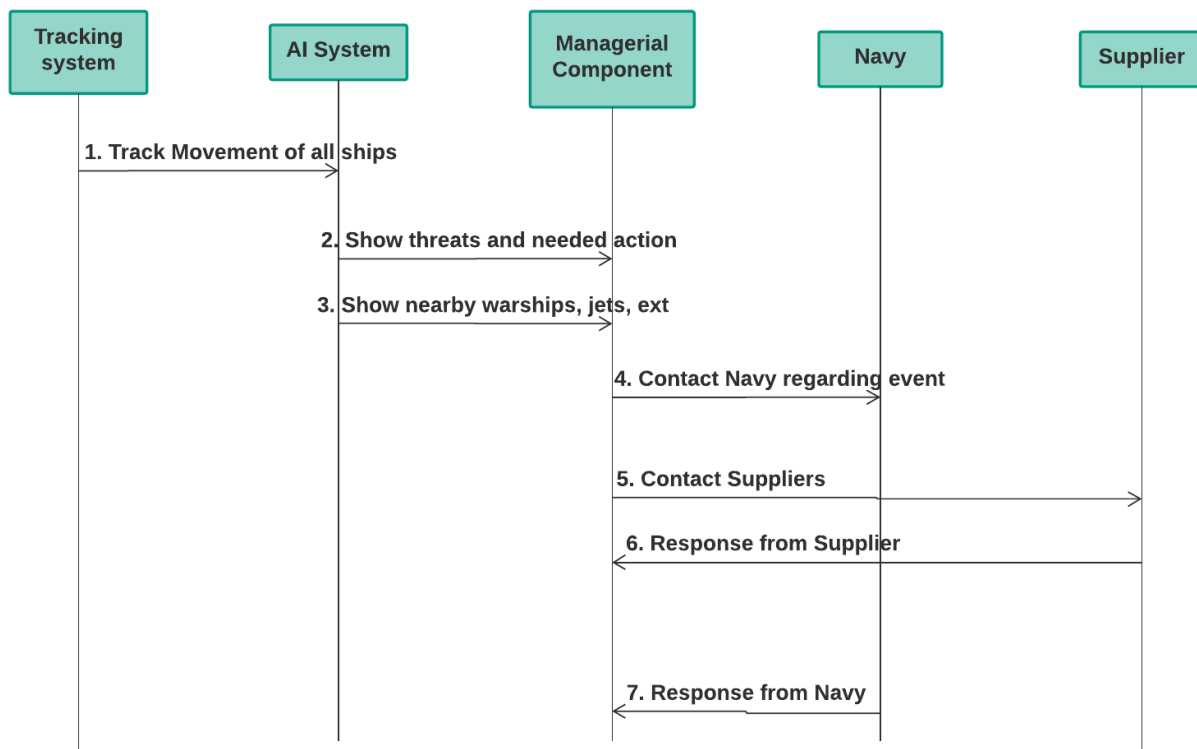 Tracking
system
AI System
Managerial
Component
Navy
Supplier
1. Track Movement of all ships
2. Show threats and needed action
3. Show nearby warships, jets, ext
4. Contact Navy regarding event
5. Contact Suppliers
6. Response from Supplier
7. Response from Navy